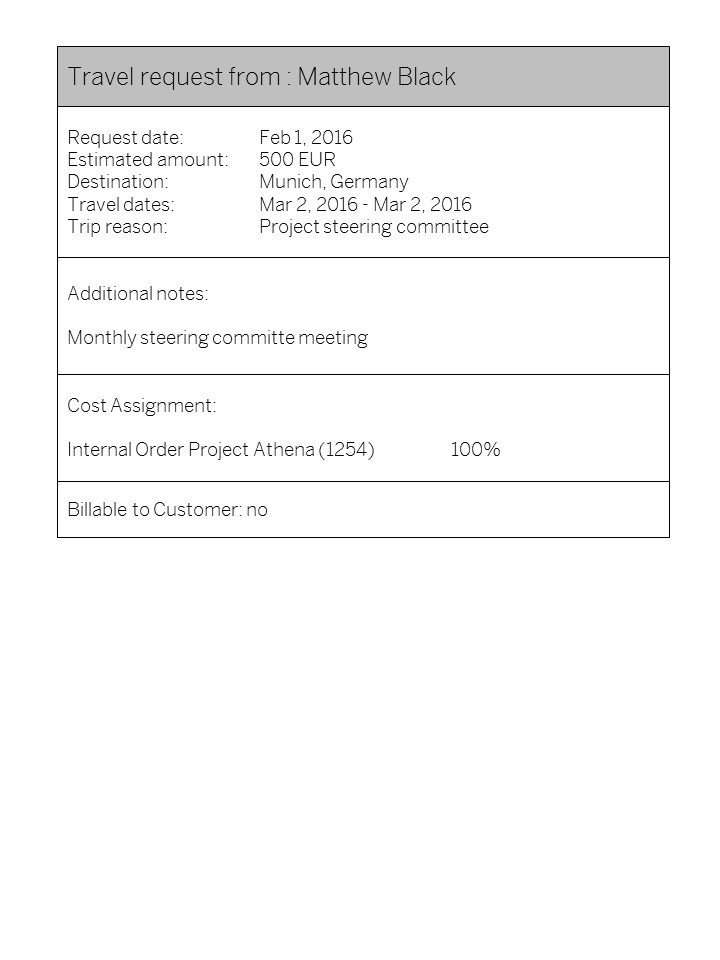 Travel request from : Matthew Black
Request date: Feb 1, 2016
Estimated amount: 500 EUR
Destination: Munich, Germany
Travel dates: Mar 2, 2016 - Mar 2, 2016
Trip reason: Project steering committee
Additional notes:
Monthly steering committe meeting
Cost Assignment:
Internal Order Project Athena (1254) 100%
Billable to Customer: no